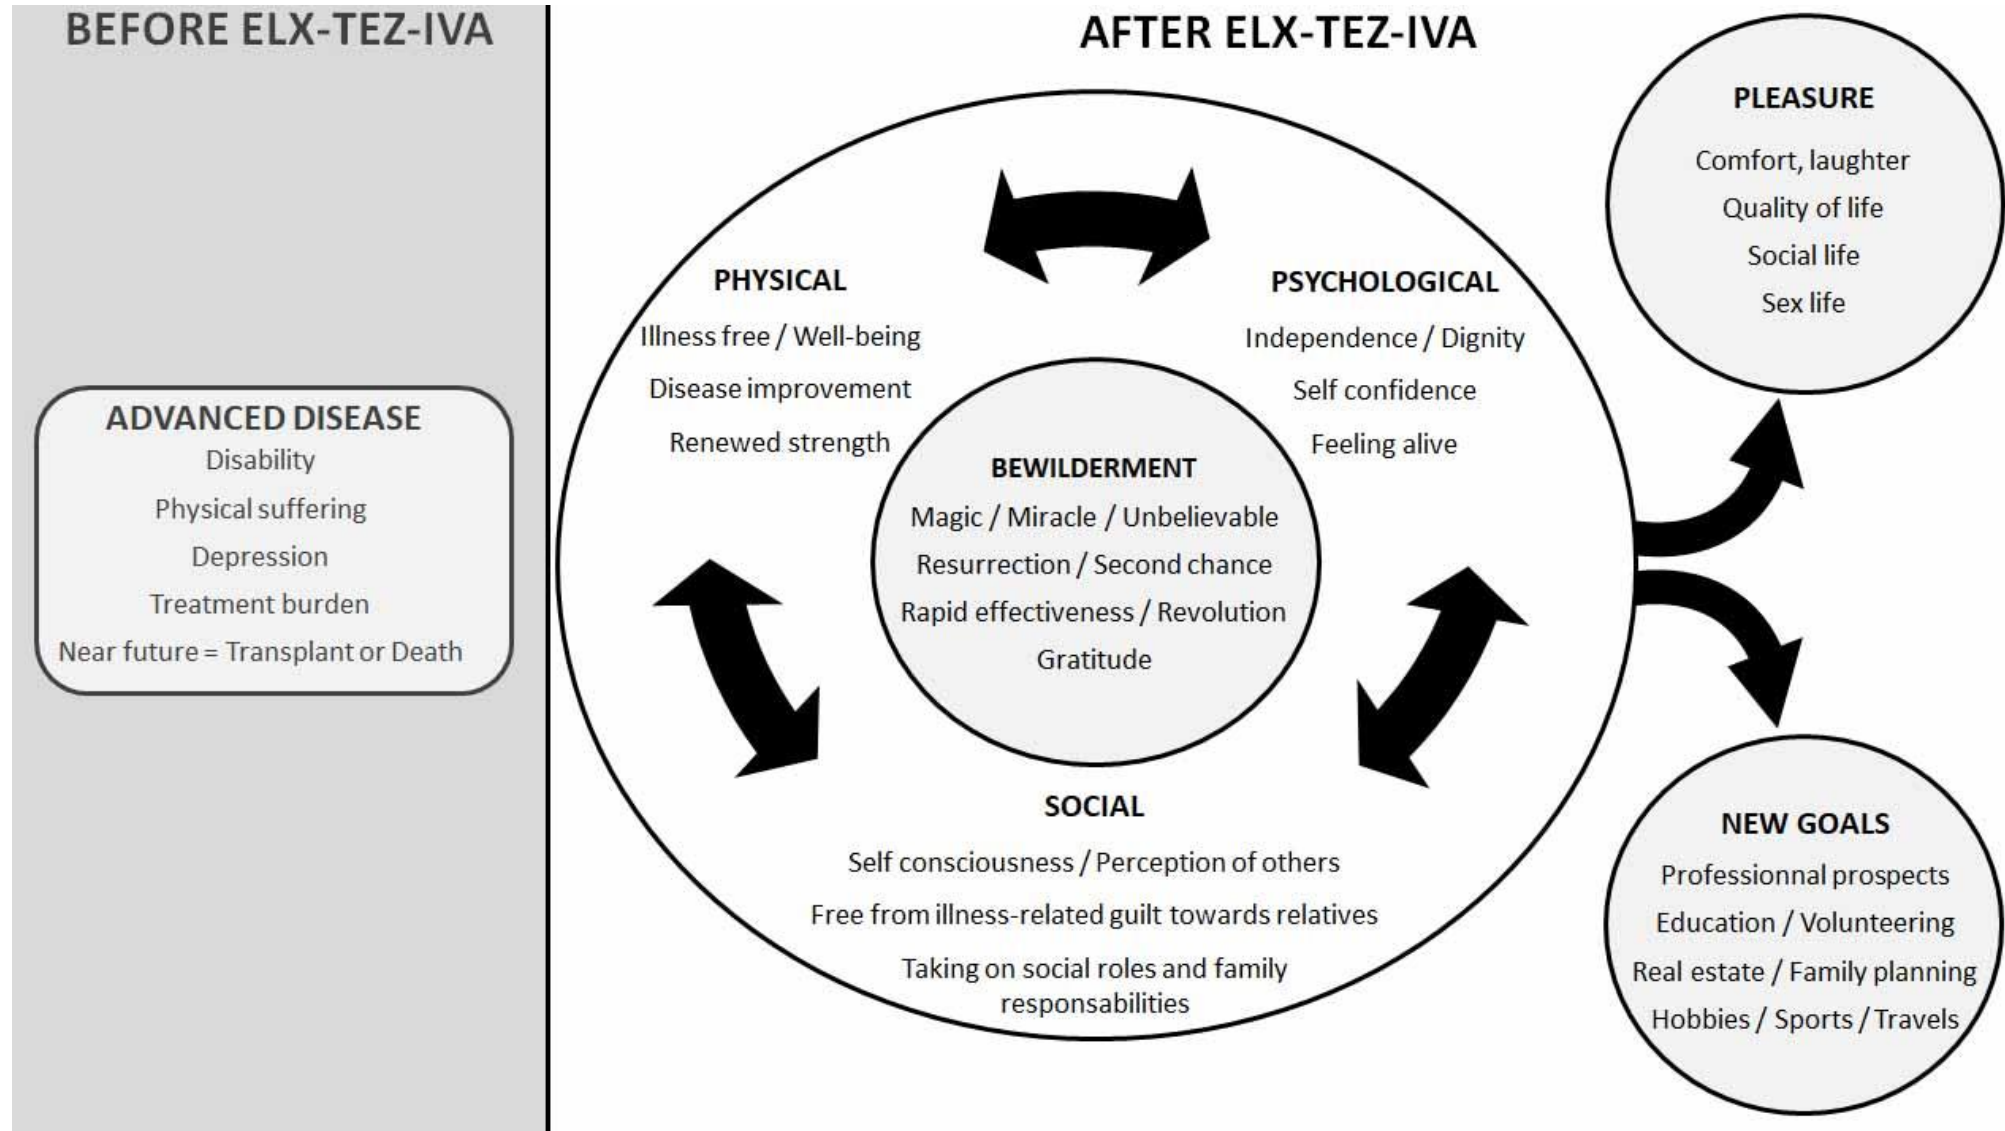 BEFORE ELX-TEZ-IVA
ADVANCED DISEASE
Disability
Physical suffering
Depression
Treatment burden
Near future = Transplant or Death
AFTER ELX-TEZ-IVA
PHYSICAL
Illness free / Well-being
Disease improvement
Renewed strength
PSYCHOLOGICAL
Independence / Dignity
Self confidence
Feeling alive
BEWILDERMENT
Magic / Miracle / Unbelievable
Resurrection / Second chance
Rapid effectiveness / Revolution
Gratitude
SOCIAL
Self consciousness / Perception of others
Free from illness-related guilt towards relatives
Taking on social roles and family
responsabilities
PLEASURE
Comfort, laughter
Quality of life
Social life
Sex life
NEW GOALS
Professionnal prospects
Education / Volunteering
Real estate / Family planning
Hobbies / Sports / Travels